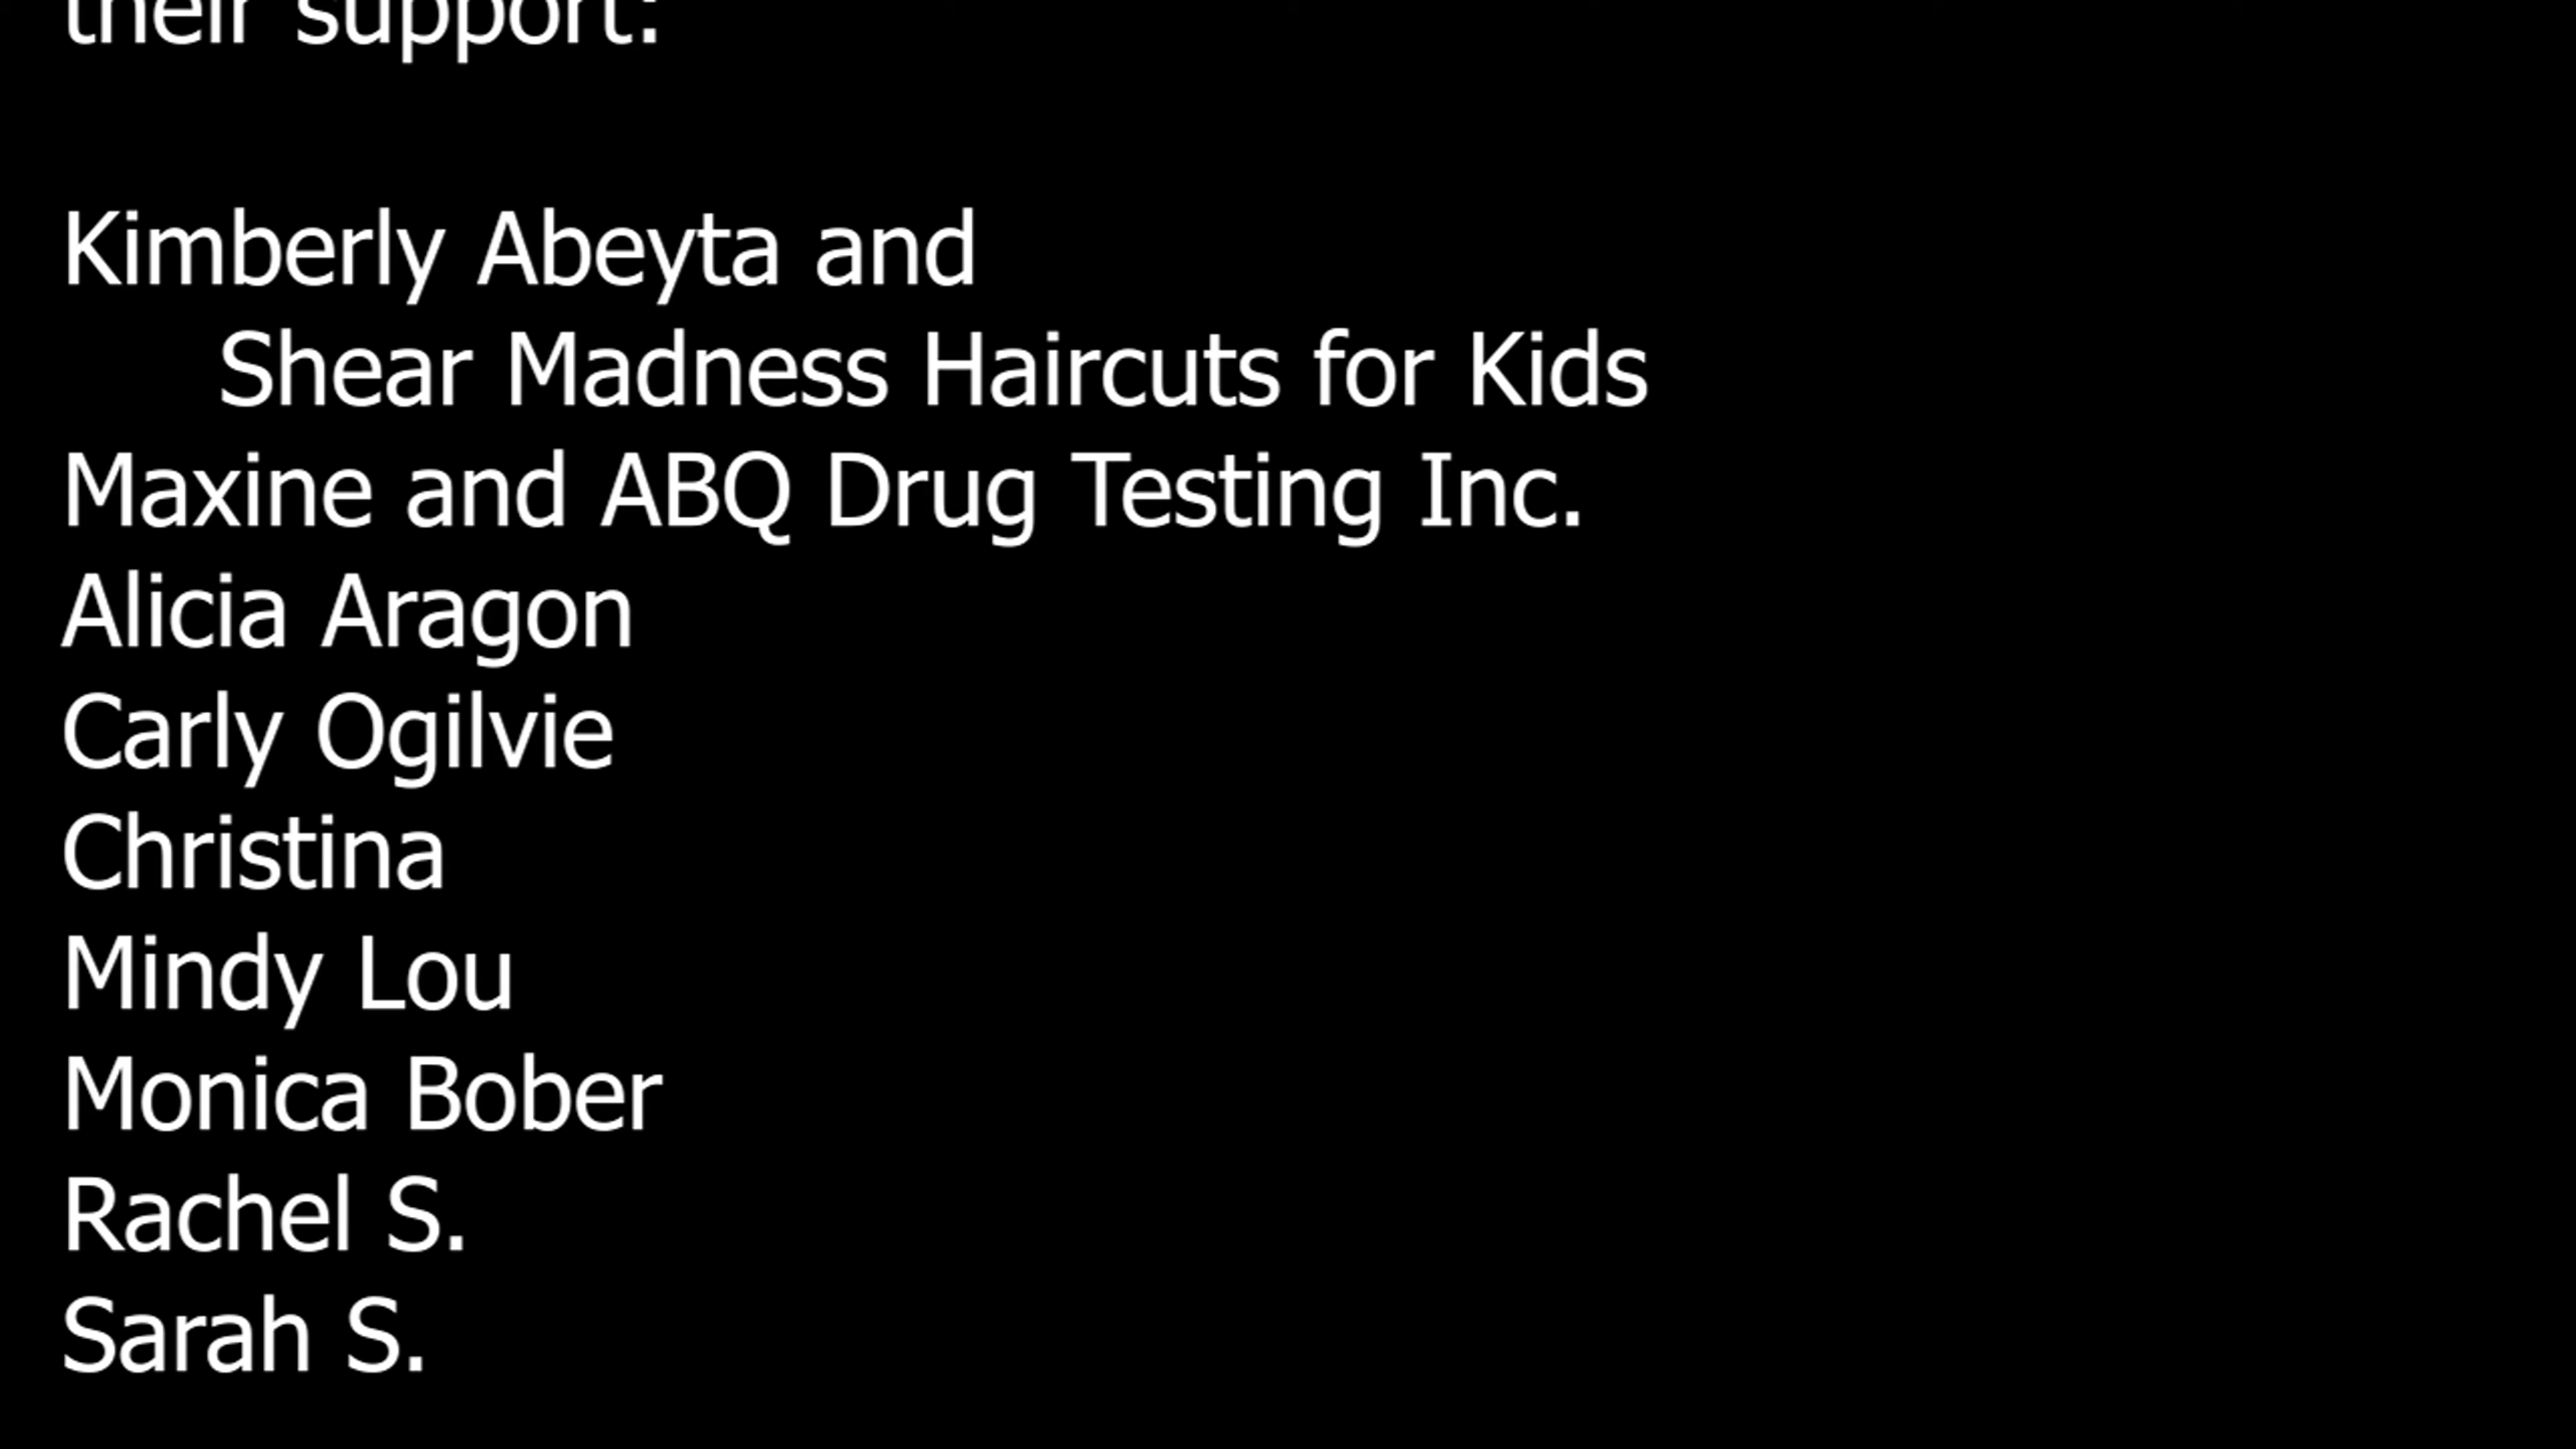 their support:
Kimberly Abeyta and
Shear Madness Haircuts for Kids
Maxine and ABQ Drug Testing Inc.
Alicia Aragon
Carly Ogilvie
Christina
Mindy Lou
Monica Bober
Rachel S.
Sarah S.